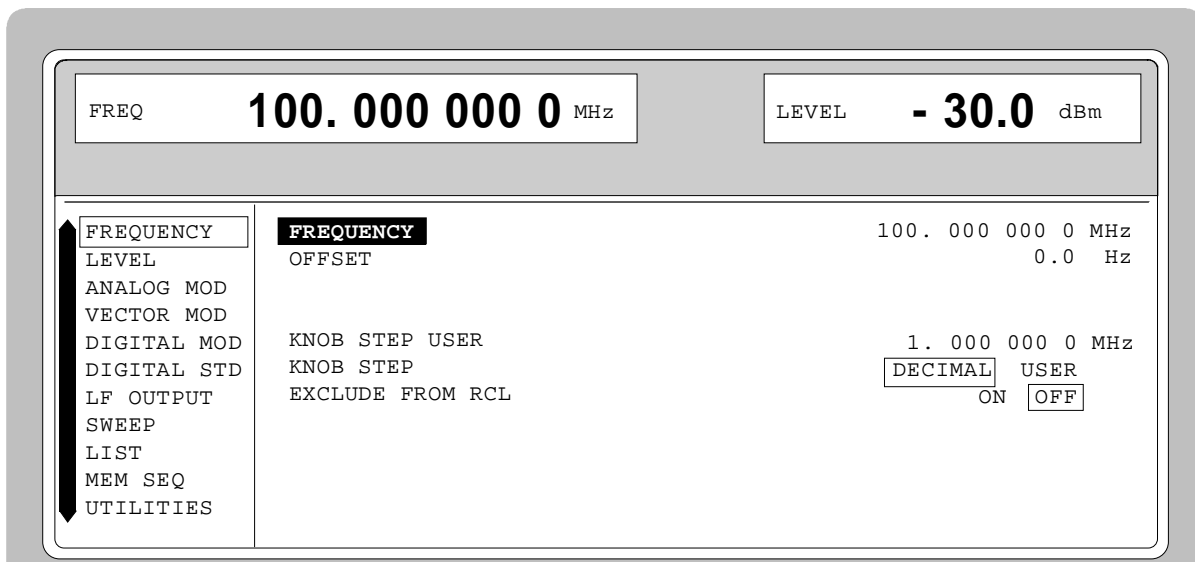 FREQ 100. 000 000 0 MHz LEVEL - 30.0 dBm
FREQUENCY
LEVEL
ANALOG MOD
VECTOR MOD
DIGITAL MOD
DIGITAL STD
LF OUTPUT
SWEEP
LIST
MEM SEQ
UTILITIES
FREQUENCY 100. 000 000 0 MHz
OFFSET 0.0 Hz
KNOB STEP USER 1. 000 000 0 MHz
KNOB STEP DECIMAL USER
EXCLUDE FROM RCL ON OFF